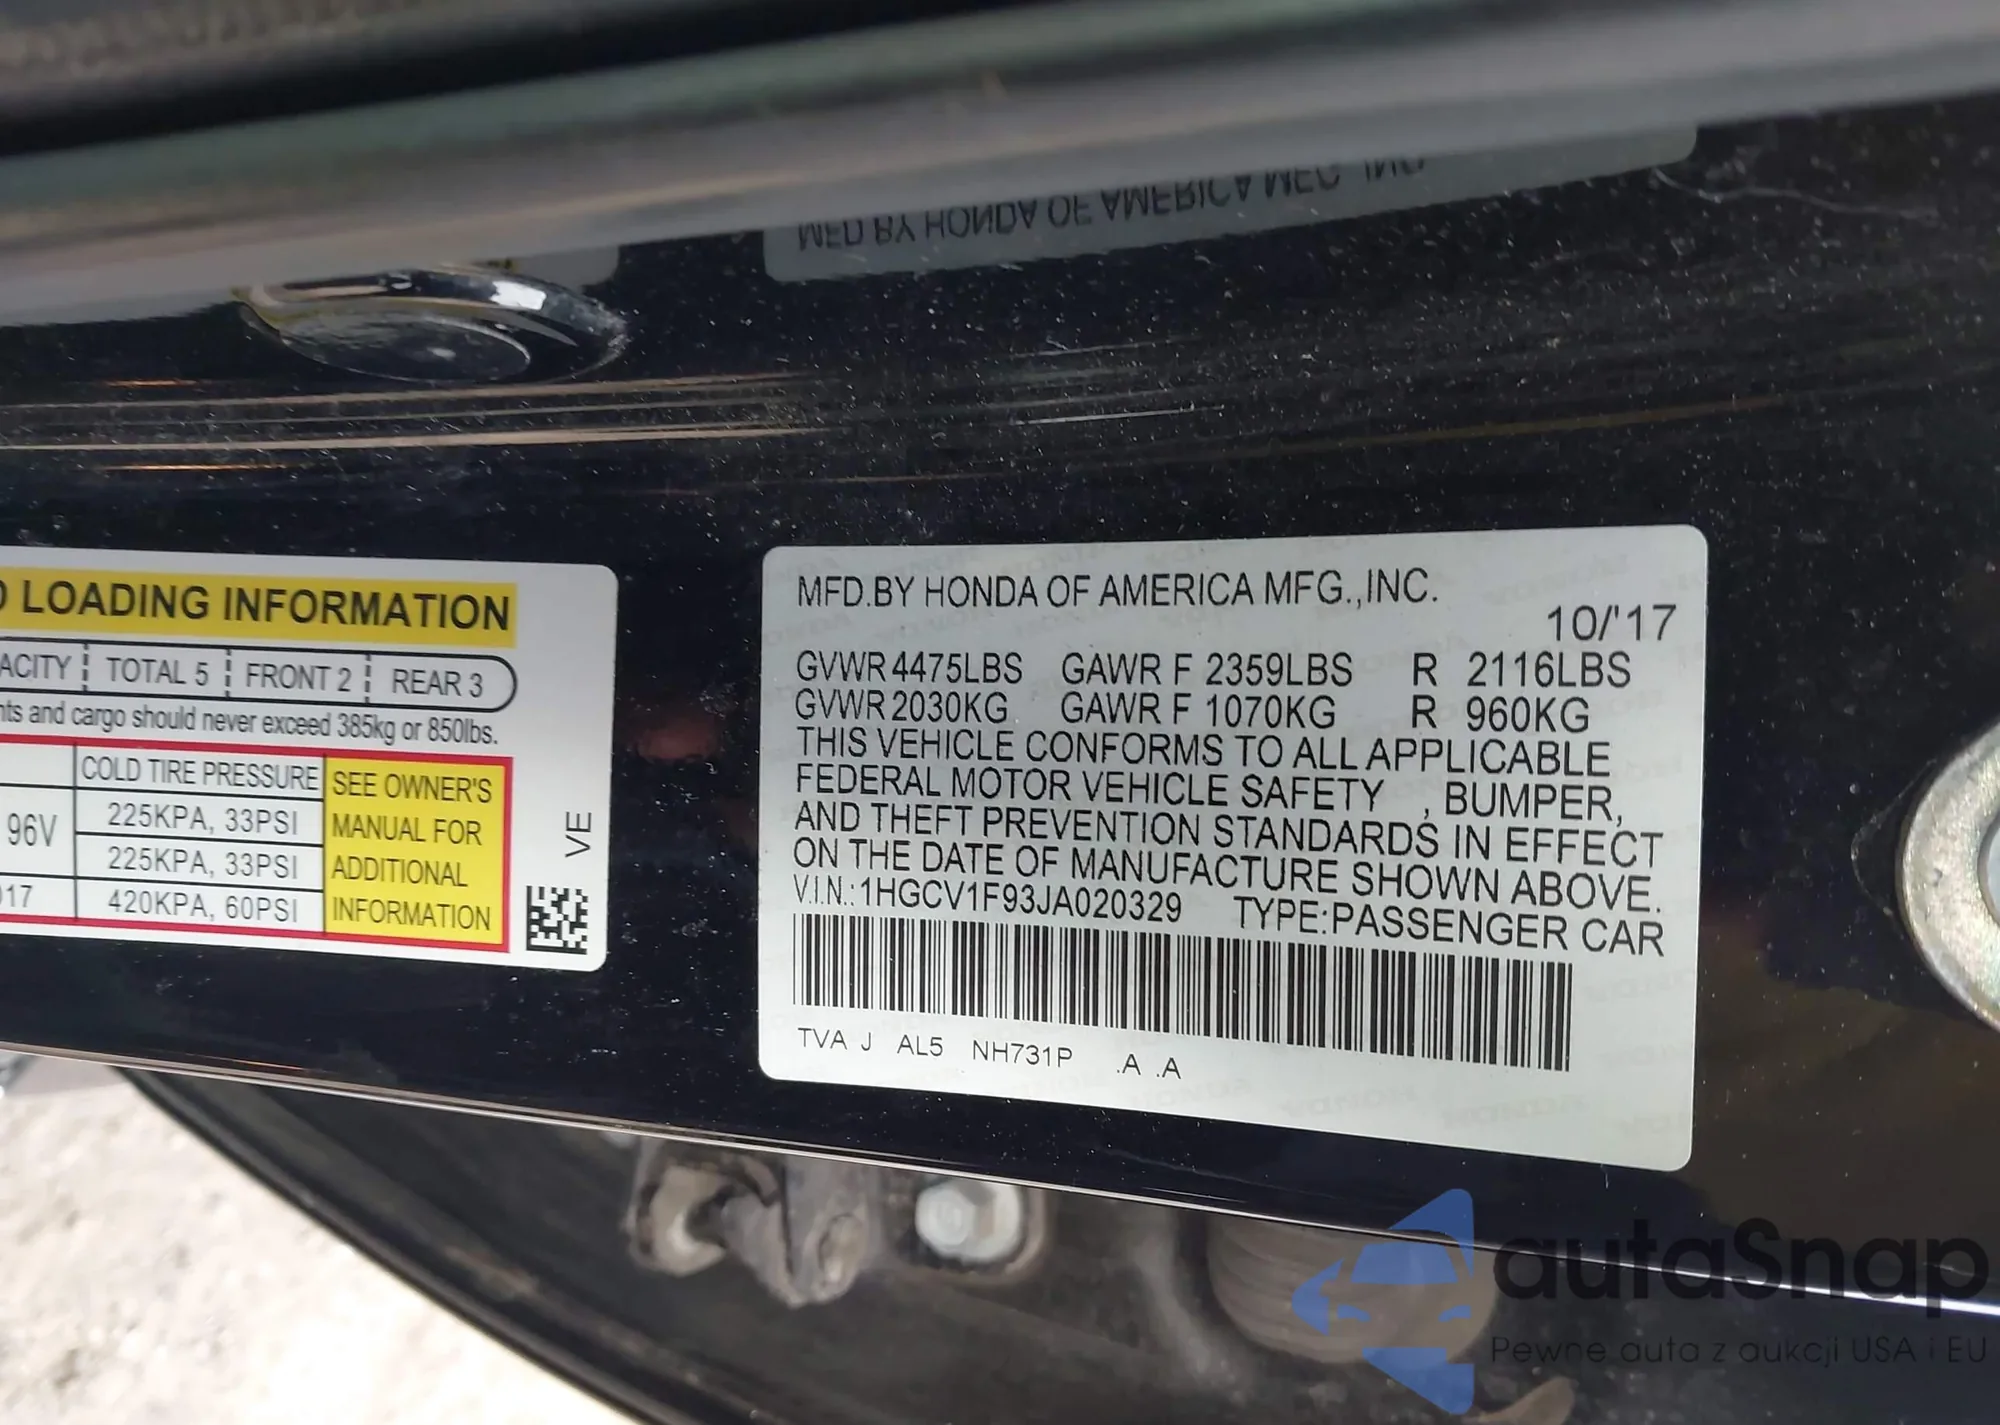 LOADING INFORMATION
ACITY TOTAL 5 FRONT 2 REAR 3
nts and cargo should never exceed 385kg or 850lbs.
COLD TIRE PRESSURE
96V
225KPA, 33PSI
225KPA, 33PSI
017
420KPA, 60PSI
SEE OWNER'S
MANUAL FOR
ADDITIONAL
INFORMATION
VE
MFD.BY HONDA OF AMERICA MFG.,INC.
10/'17
GVWR 4475LBS GAWR F 2359LBS R 2116LBS
GVWR 2030KG GAWR F 1070KG R 960KG
THIS VEHICLE CONFORMS TO ALL APPLICABLE
FEDERAL MOTOR VEHICLE SAFETY , BUMPER,
AND THEFT PREVENTION STANDARDS IN EFFECT
ON THE DATE OF MANUFACTURE SHOWN ABOVE.
V.I.N.: 1HGCV1F93JA020329 TYPE:PASSENGER CAR
TVA J AL5 NH731P .A .A
autaSnap
Pewne auta z aukcji USA i EU